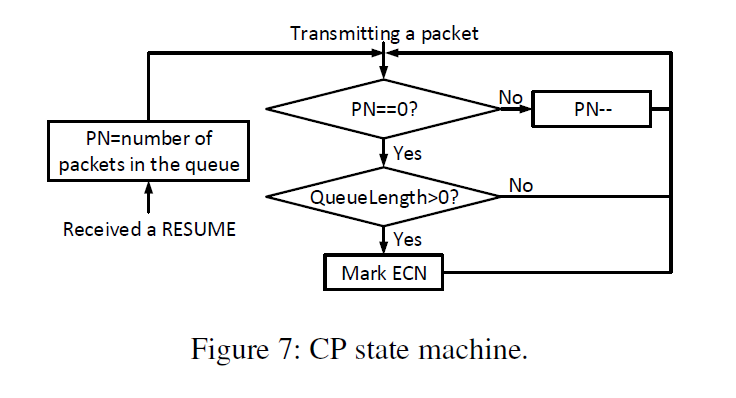 Transmitting a packet
PN==0?
No
PN--
PN=number of
packets in the queue
Yes
QueueLength>0?
No
Received a RESUME
Yes
Mark ECN
Figure 7: CP state machine.